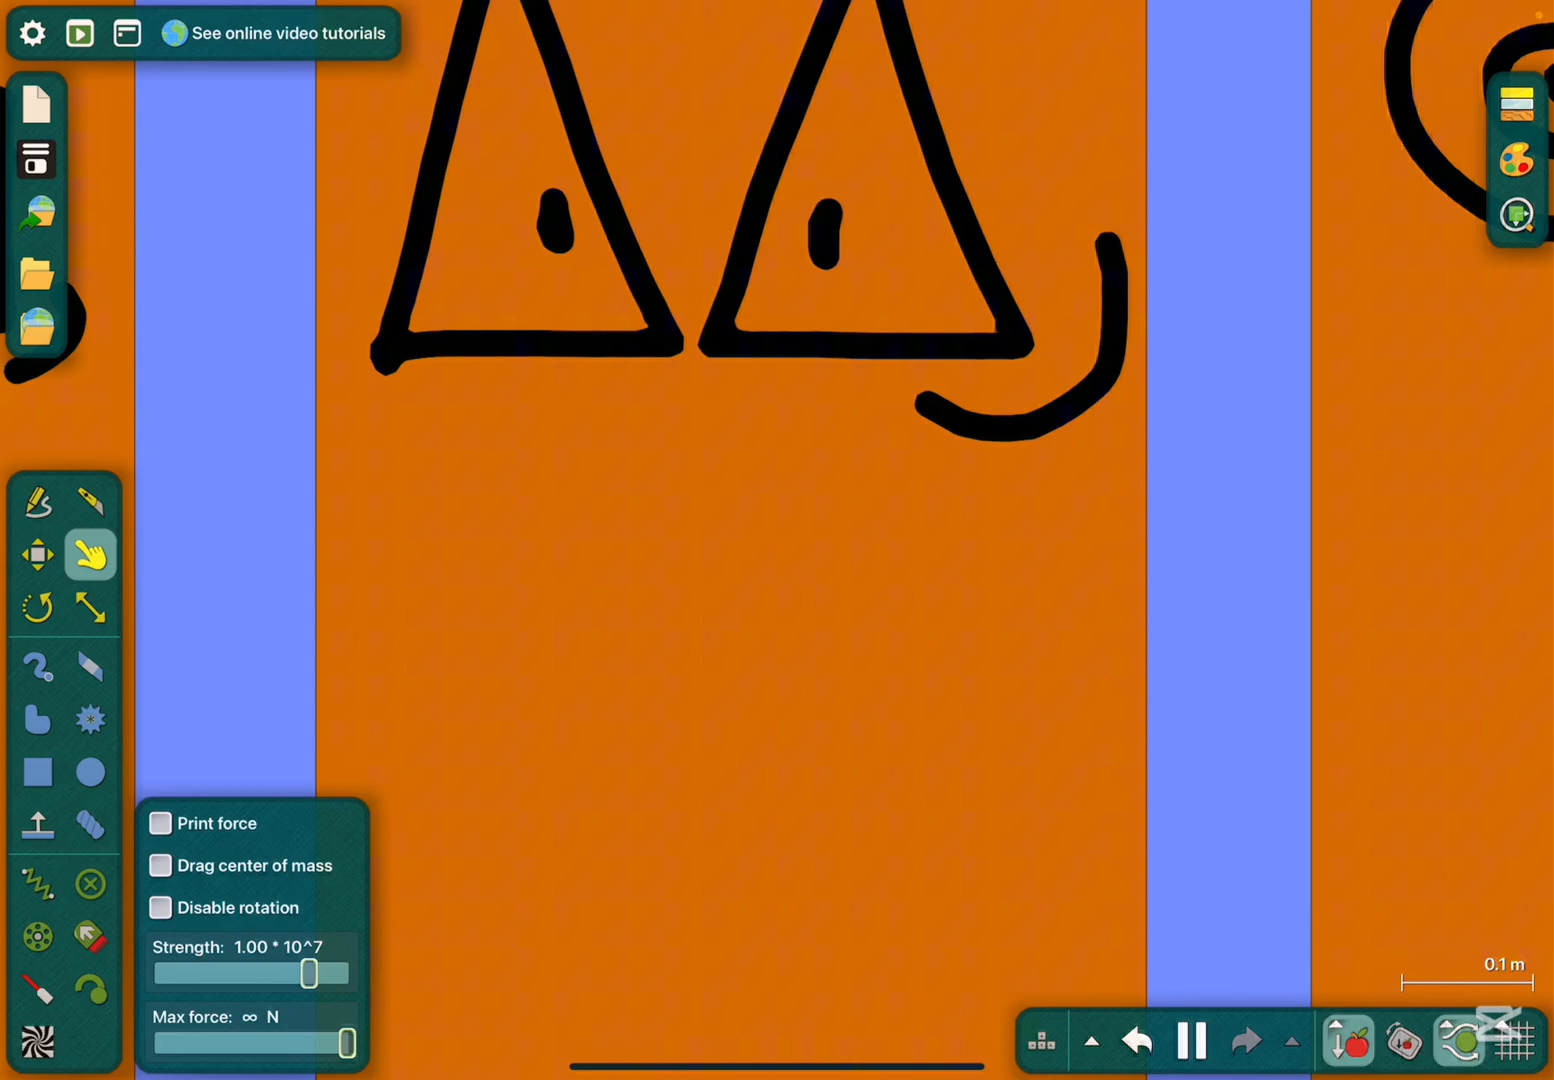 See online video tutorials
Print force
Drag center of mass
Disable rotation
Strength: 1.00 * 10^7
Max force: ∞ N
0.1 m